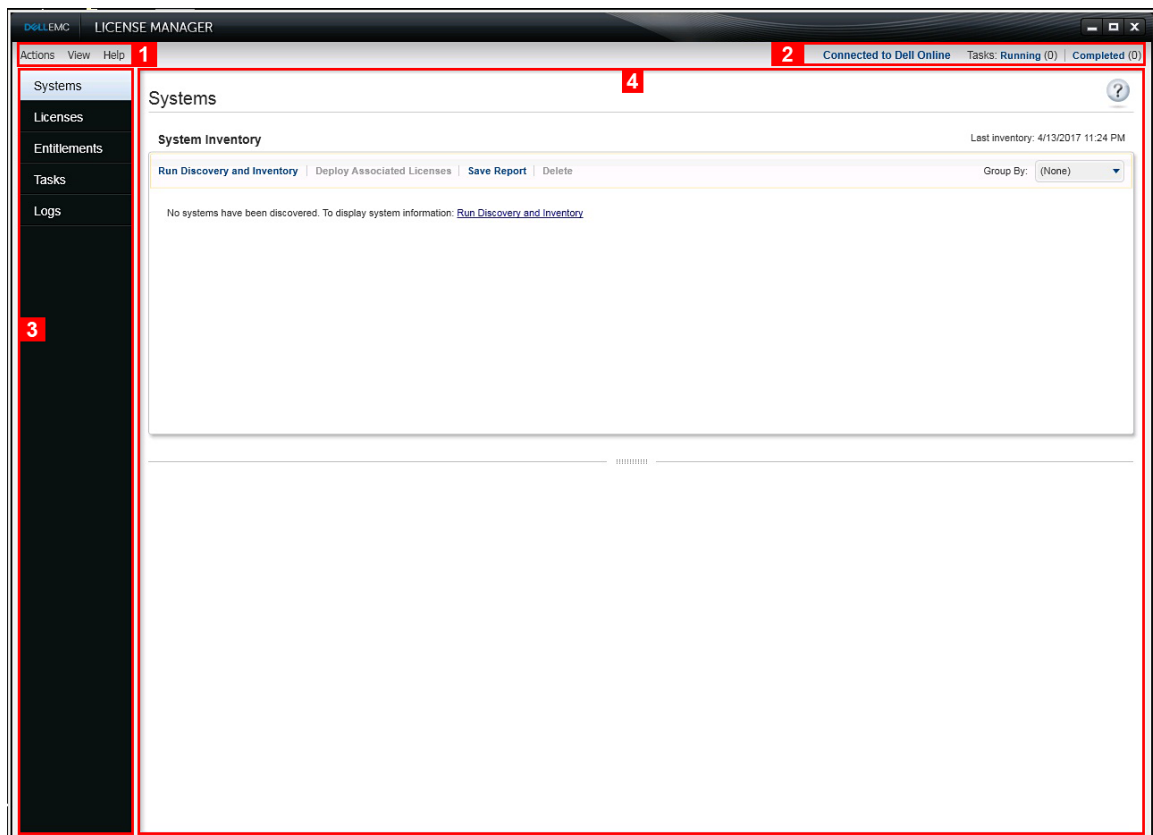 DELLEMC LICENSE MANAGER
Actions View Help 1 2 Connected to Dell Online Tasks: Running (0) | Completed (0)
4
Systems
Licenses
Entitlements
Tasks
Logs
3
Systems ?
System Inventory Last inventory: 4/13/2017 11:24 PM
Run Discovery and Inventory | Deploy Associated Licenses | Save Report | Delete Group By: (None)
No systems have been discovered. To display system information: Run Discovery and Inventory